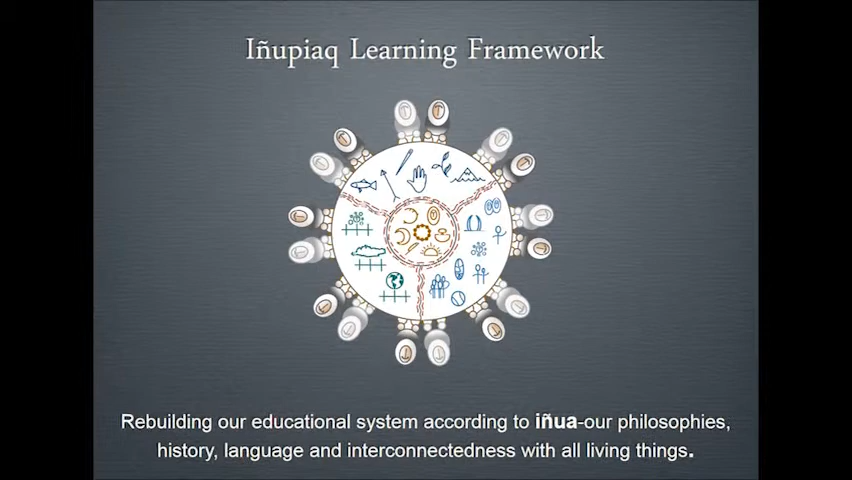 Iñupiaq Learning Framework
Rebuilding our educational system according to iñua-our philosophies,
history, language and interconnectedness with all living things.